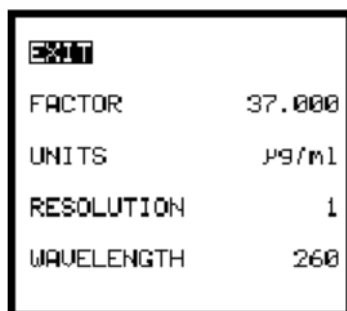 EXIT
FACTOR 37.000
UNITS µg/ml
RESOLUTION 1
WAVELENGTH 260